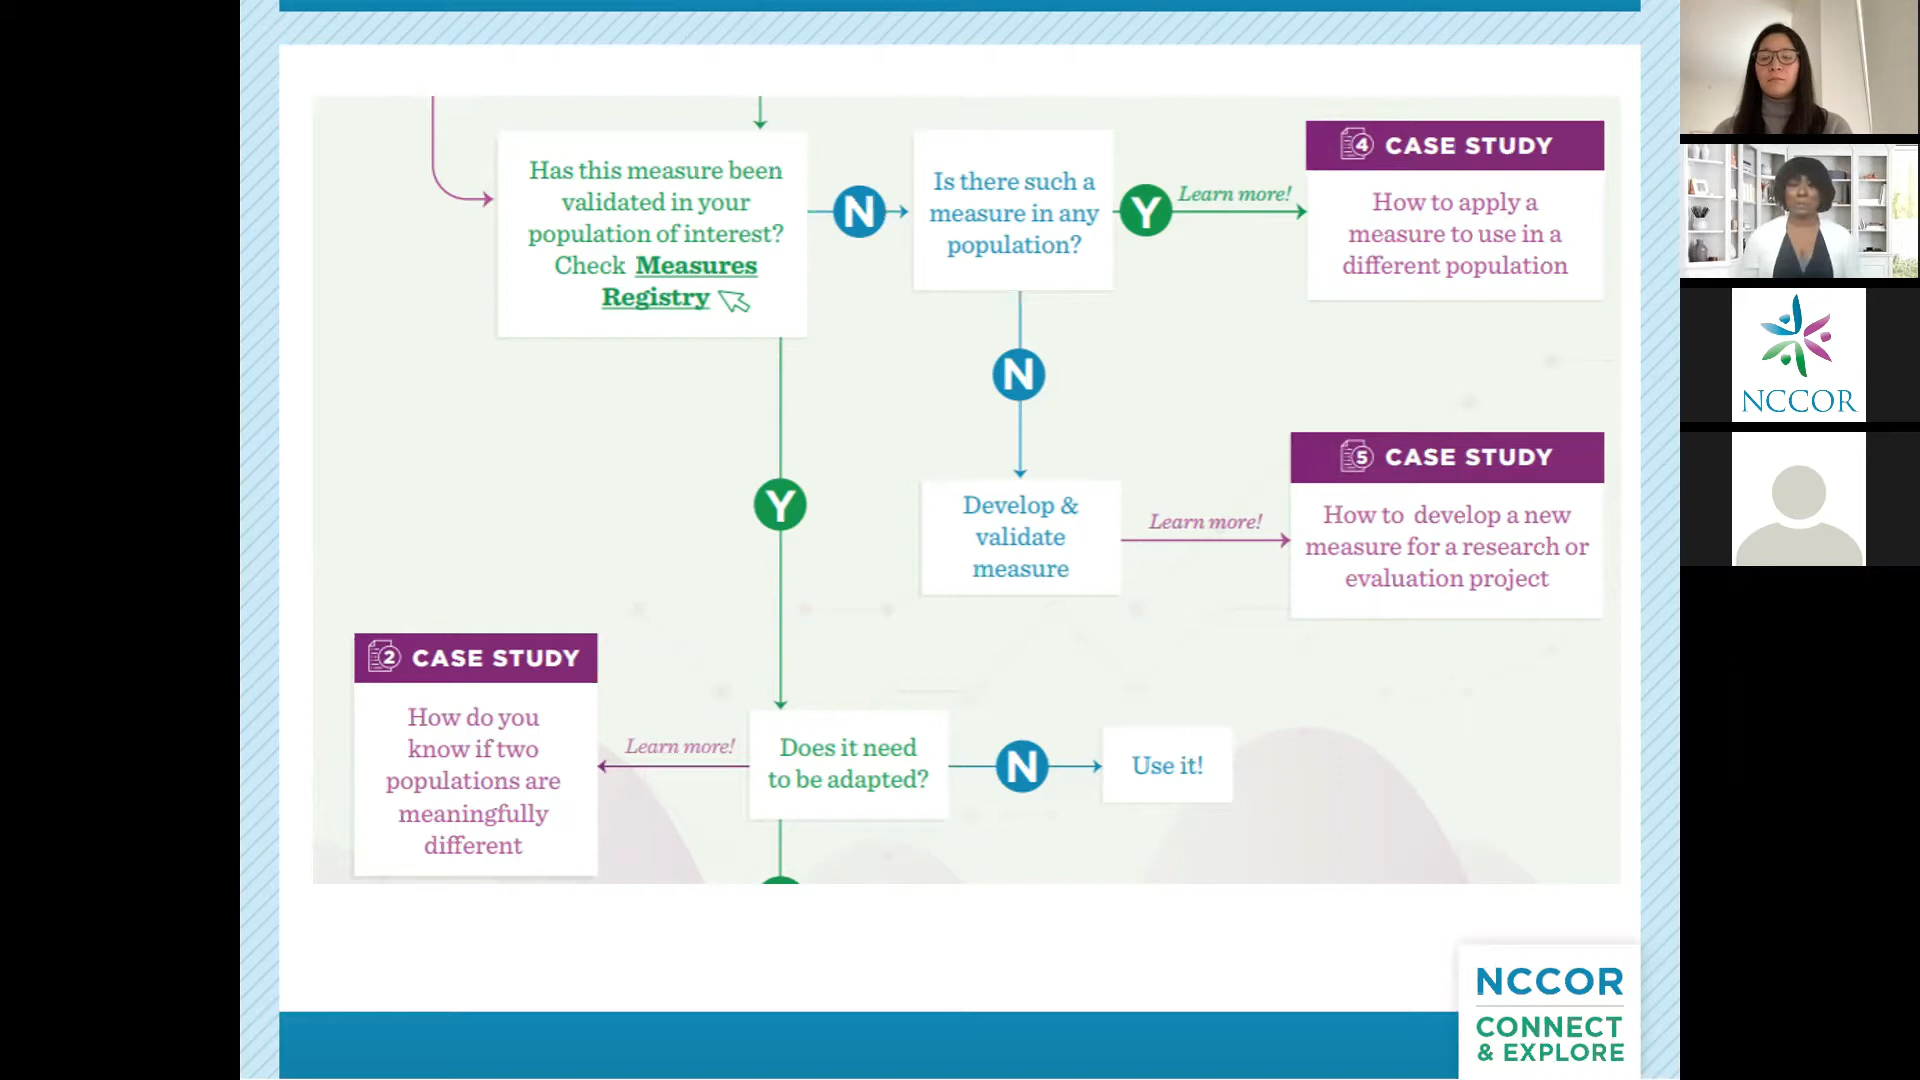 Has this measure been
validated in your
population of interest?
Check Measures
Registry
N
Is there such a
measure in any
population?
Y
Learn more!
4 CASE STUDY
How to apply a
measure to use in a
different population
N
Develop &
validate
measure
Learn more!
5 CASE STUDY
How to develop a new
measure for a research or
evaluation project
Y
2 CASE STUDY
How do you
know if two
populations are
meaningfully
different
Learn more!
Does it need
to be adapted?
N
Use it!
NCCOR
CONNECT
& EXPLORE
NCCOR